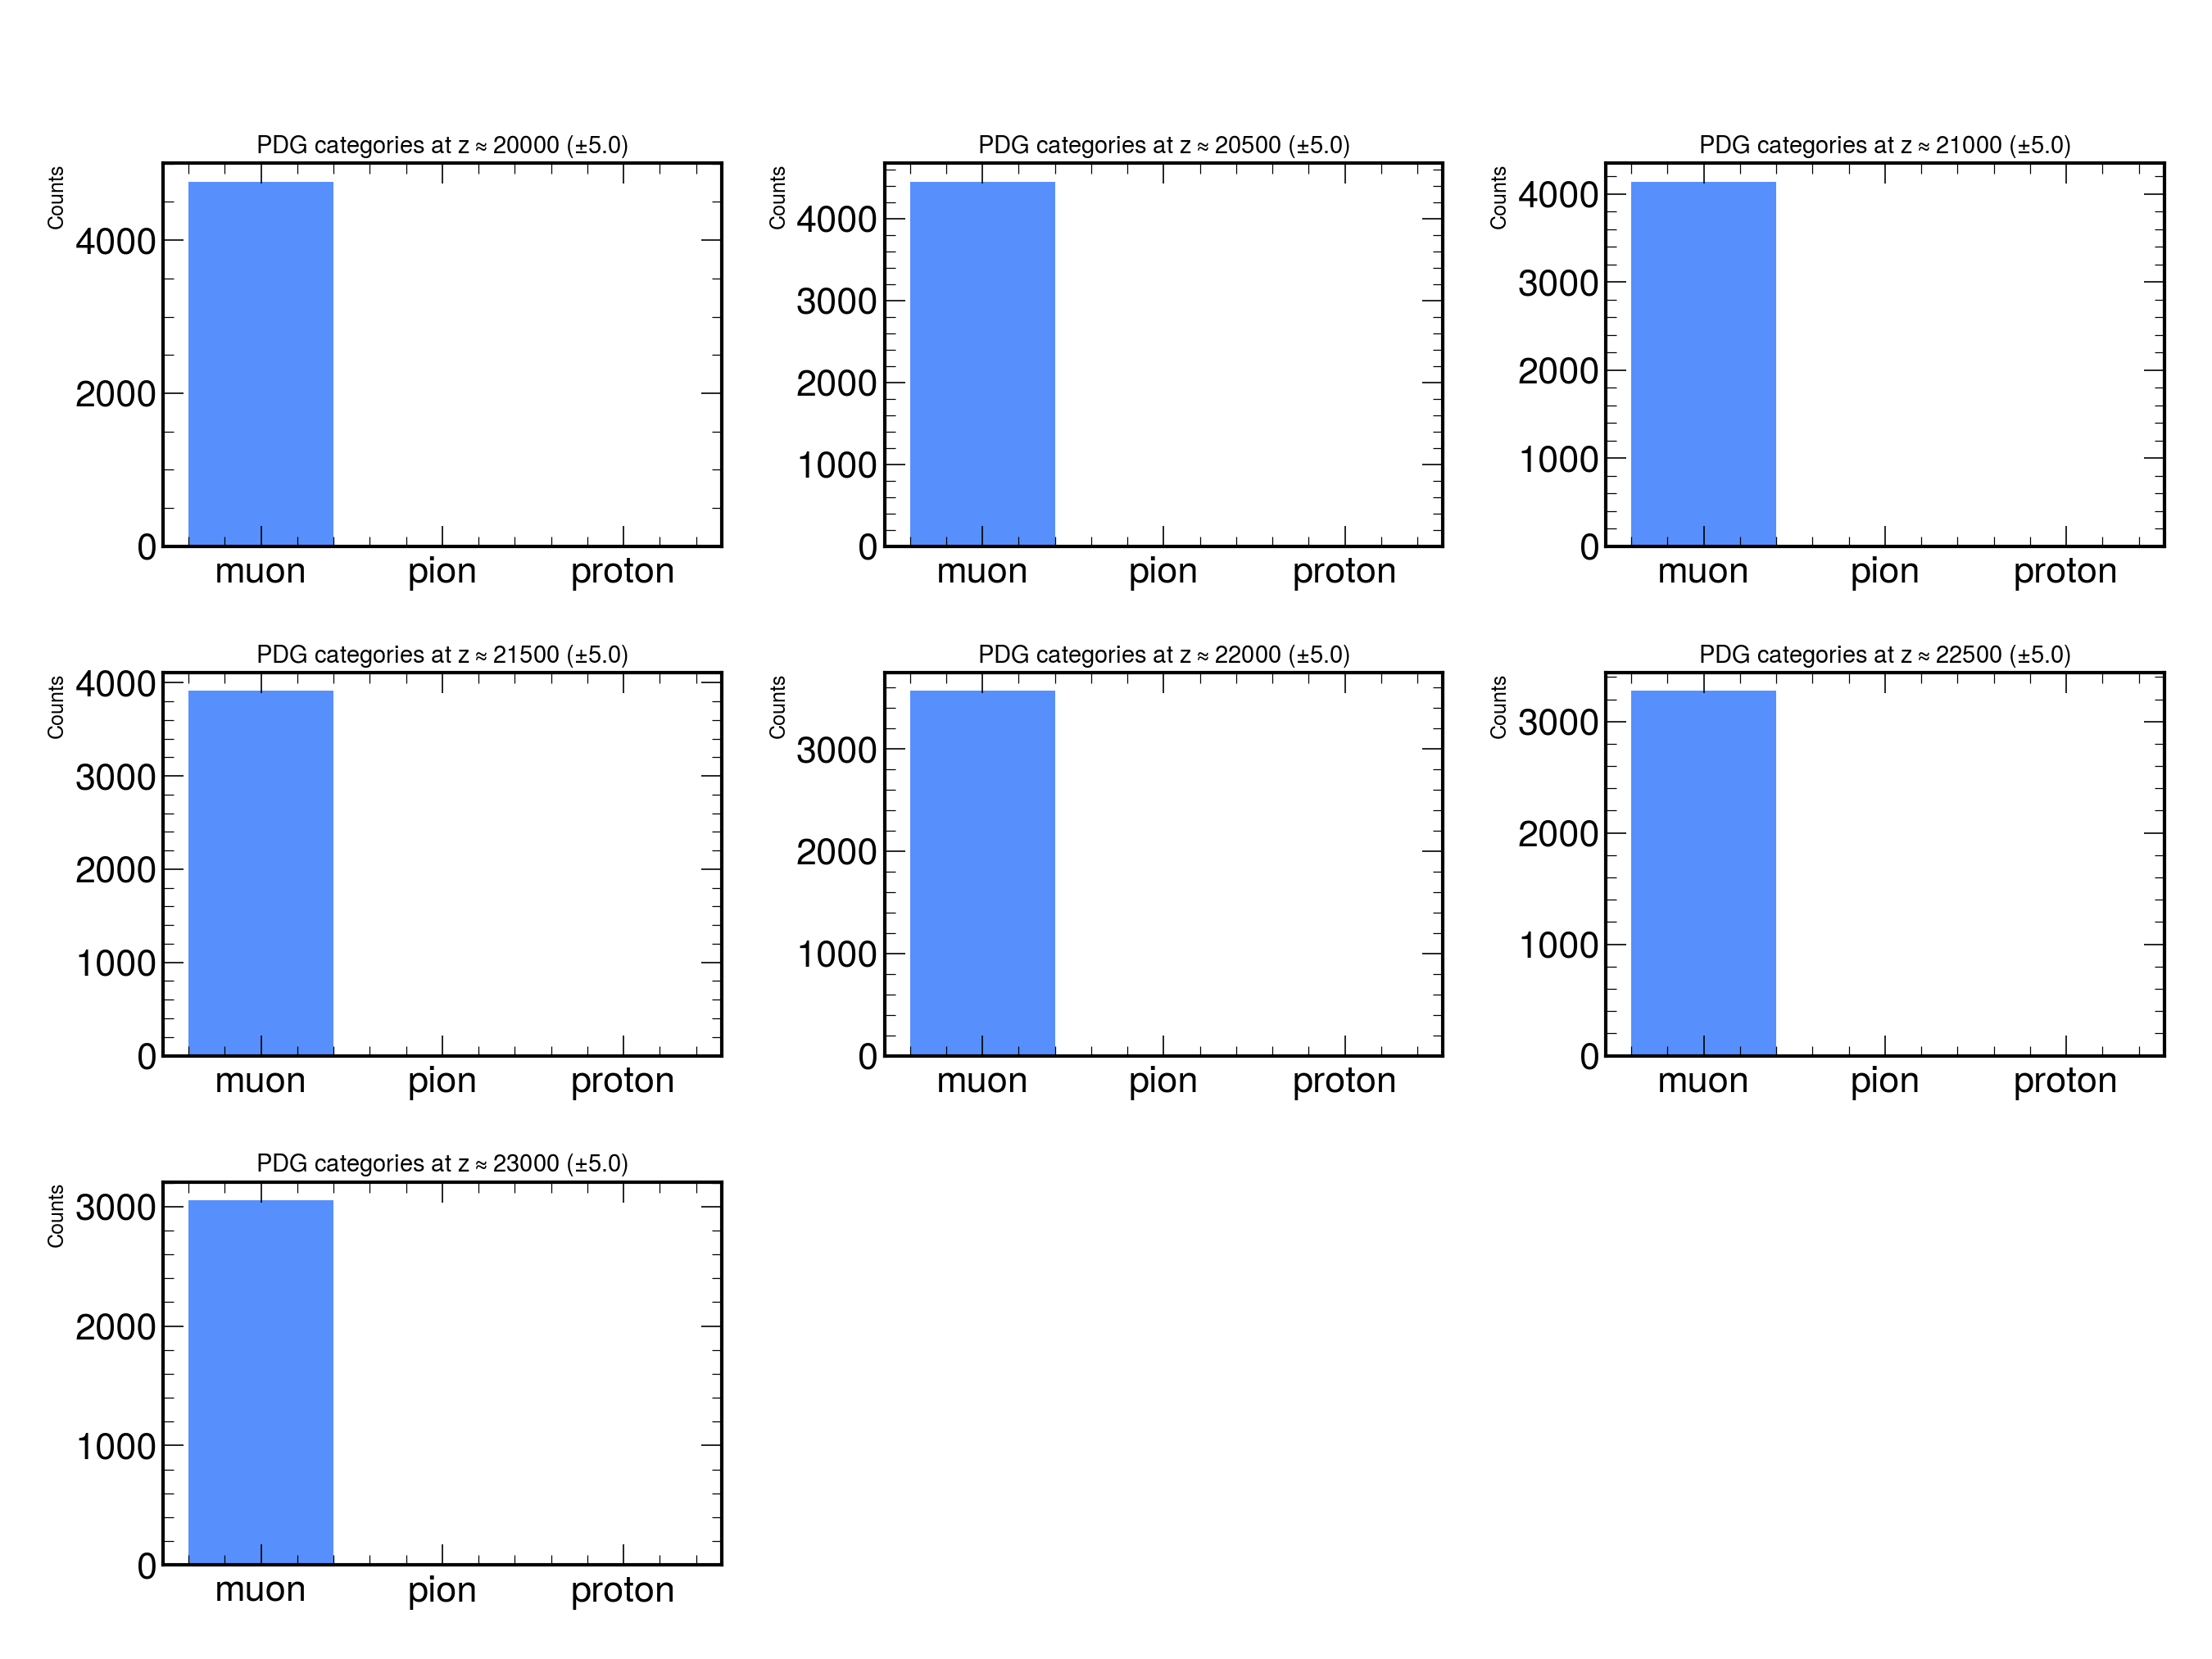 PDG categories at z ≈ 20000 (±5.0)
Counts
4000
2000
0
muon pion proton
PDG categories at z ≈ 20500 (±5.0)
Counts
4000
3000
2000
1000
0
muon pion proton
PDG categories at z ≈ 21000 (±5.0)
Counts
4000
3000
2000
1000
0
muon pion proton
PDG categories at z ≈ 21500 (±5.0)
Counts
4000
3000
2000
1000
0
muon pion proton
PDG categories at z ≈ 22000 (±5.0)
Counts
3000
2000
1000
0
muon pion proton
PDG categories at z ≈ 22500 (±5.0)
Counts
3000
2000
1000
0
muon pion proton
PDG categories at z ≈ 23000 (±5.0)
Counts
3000
2000
1000
0
muon pion proton